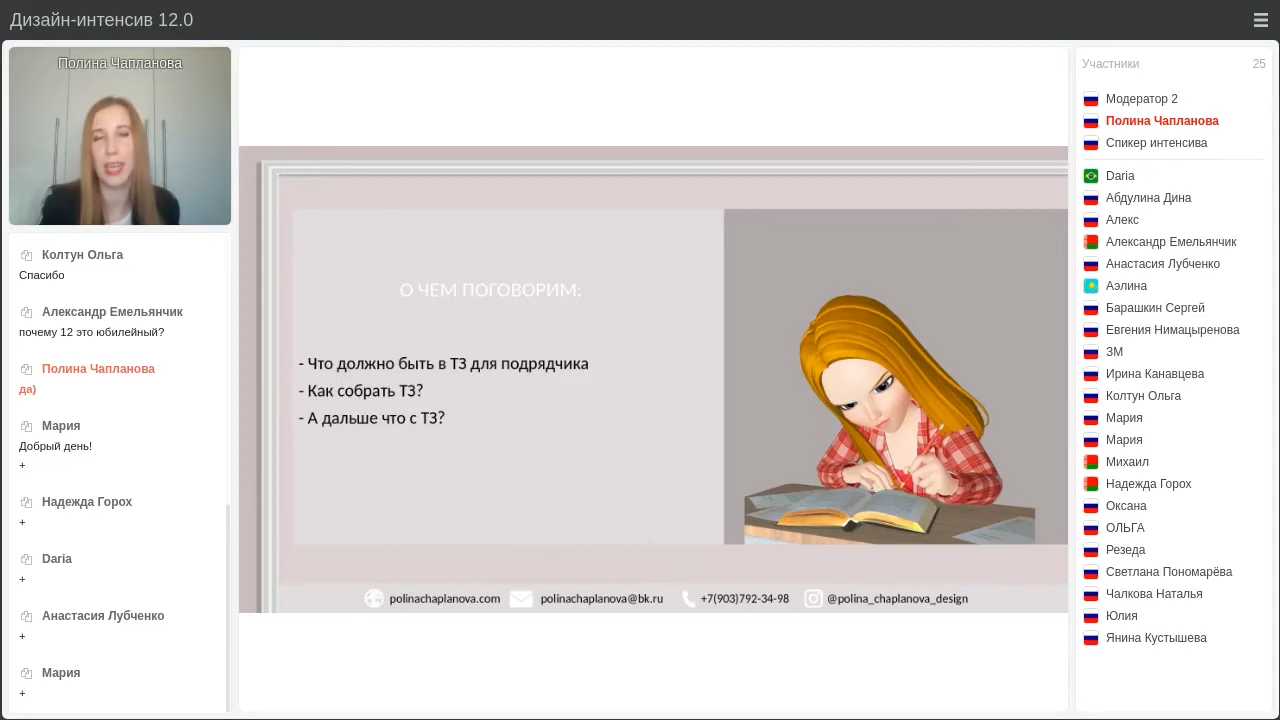 Дизайн-интенсив 12.0
Полина Чапланова
Колтун Ольга
Спасибо
Александр Емельянчик
почему 12 это юбилейный?
Полина Чапланова
да)
Мария
Добрый день!
+
Надежда Горох
+
Daria
+
Анастасия Лубченко
+
Мария
+
О ЧЕМ ПОГОВОРИМ:
- Что должно быть в ТЗ для подрядчика
- Как собрать ТЗ?
- А дальше что с ТЗ?
polinachaplanova.com polinachaplanova@bk.ru +7(903)792-34-98 @polina_chaplanova_design
Участники 25
Модератор 2
Полина Чапланова
Спикер интенсива
Daria
Абдулина Дина
Алекс
Александр Емельянчик
Анастасия Лубченко
Аэлина
Барашкин Сергей
Евгения Нимацыренова
ЗМ
Ирина Канавцева
Колтун Ольга
Мария
Мария
Михаил
Надежда Горох
Оксана
ОЛЬГА
Резеда
Светлана Пономарёва
Чалкова Наталья
Юлия
Янина Кустышева